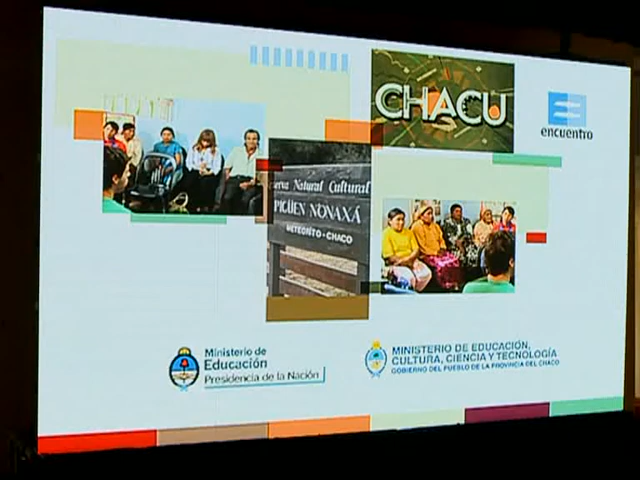 CHACU
encuentro
erva Natural Cultural
PIGÜEN NONAXÁ
METEORITO - CHACO
Ministerio de
Educación
Presidencia de la Nación
MINISTERIO DE EDUCACIÓN,
CULTURA, CIENCIA Y TECNOLOGÍA
GOBIERNO DEL PUEBLO DE LA PROVINCIA DEL CHACO